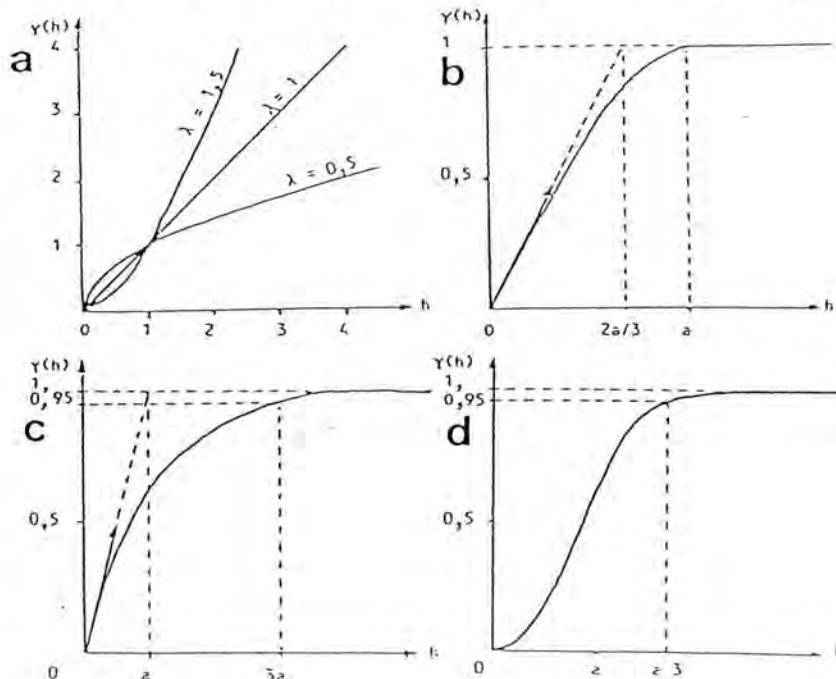 γ(h)
4
a
3
2
1
0 1 2 3 4 h
λ = 1,5
λ = 1
λ = 0,5
γ(h)
1
b
0,5
0 2a/3 a h
γ(h)
1,
0,95
c
0,5
0 a 3a h
γ(h)
1,
0,95
d
0,5
0 a a 3